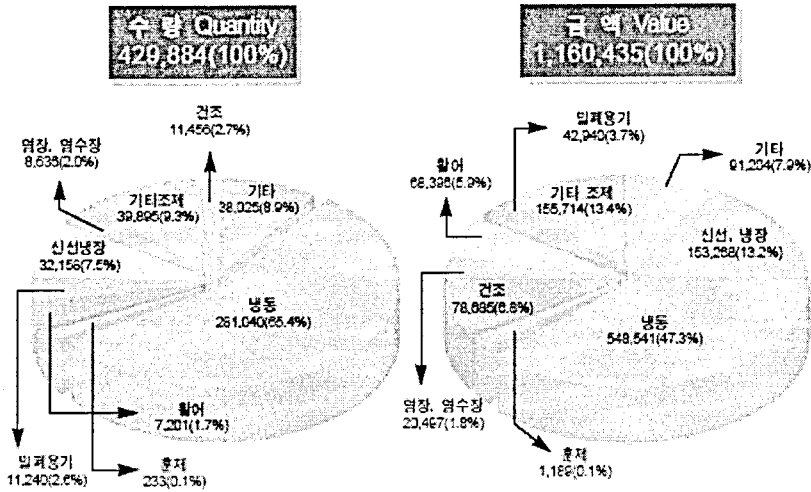 수 량 Quantity
429,884(100%)
금 액 Value
1,160,435(100%)
건조
11,456(2.7%)
염장. 염수장
8,636(2.0%)
기타조제
39,895(9.3%)
기타
38,025(8.9%)
신선냉장
32,158(7.5%)
냉동
281,040(65.4%)
활어
7,201(1.7%)
밀폐용기
11,240(2.6%)
훈제
233(0.1%)
밀폐용기
42,940(3.7%)
기타
91,204(7.9%)
활어
68,396(5.9%)
기타 조제
155,714(13.4%)
신선, 냉장
153,268(13.2%)
건조
78,685(6.8%)
냉동
548,541(47.3%)
염장. 염수장
20,497(1.8%)
훈제
1,189(0.1%)